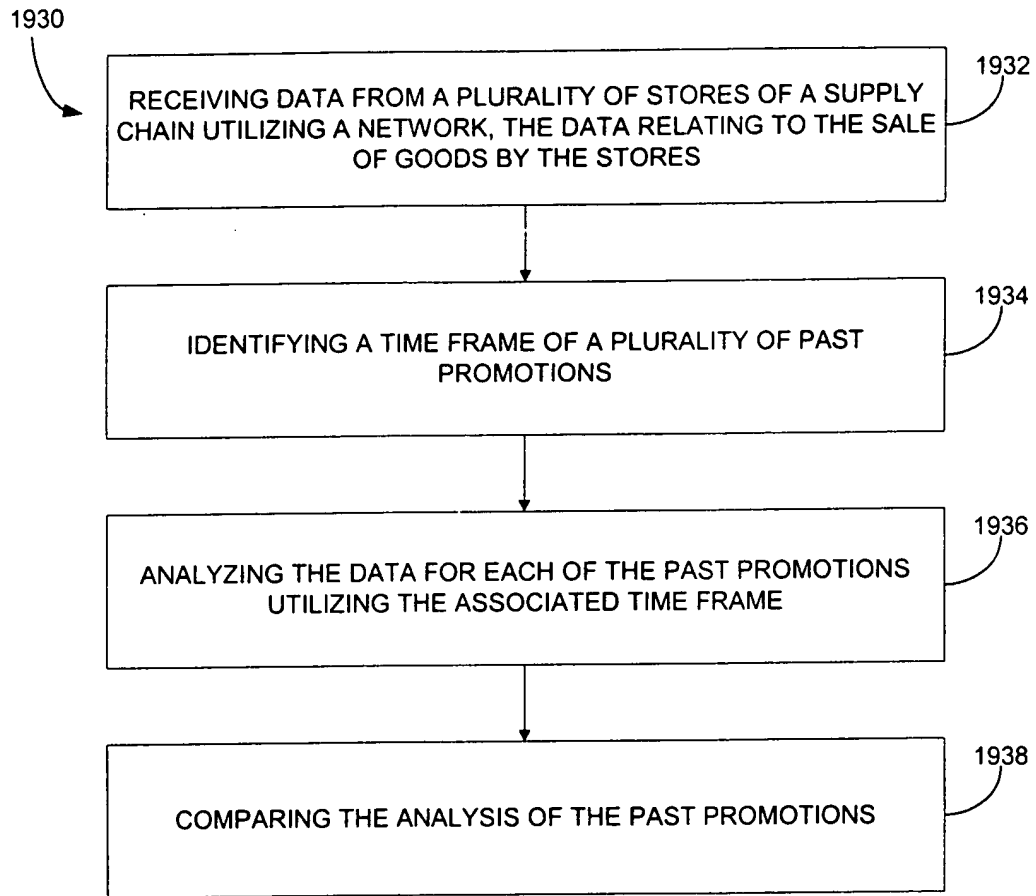 1930
1932
RECEIVING DATA FROM A PLURALITY OF STORES OF A SUPPLY
CHAIN UTILIZING A NETWORK, THE DATA RELATING TO THE SALE
OF GOODS BY THE STORES
1934
IDENTIFYING A TIME FRAME OF A PLURALITY OF PAST
PROMOTIONS
1936
ANALYZING THE DATA FOR EACH OF THE PAST PROMOTIONS
UTILIZING THE ASSOCIATED TIME FRAME
1938
COMPARING THE ANALYSIS OF THE PAST PROMOTIONS